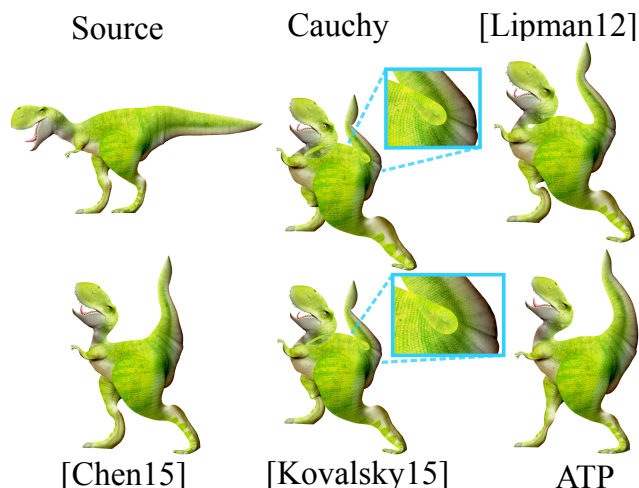 Source
Cauchy
[Lipman12]
[Chen15]
[Kovalsky15]
ATP